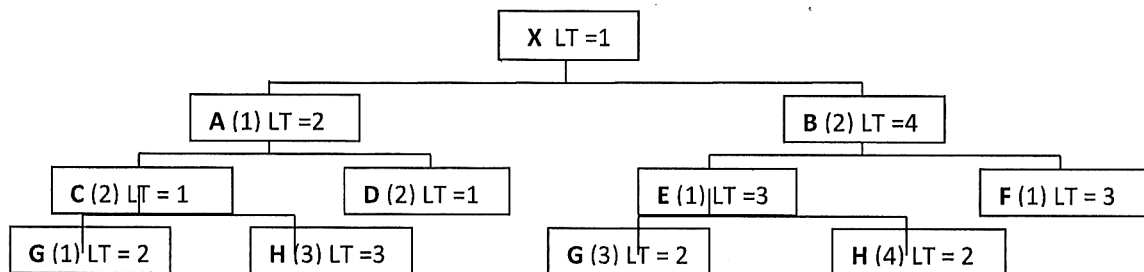 X LT =1
A (1) LT =2
B (2) LT =4
C (2) LT = 1
D (2) LT =1
E (1) LT =3
F (1) LT = 3
G (1) LT = 2
H (3) LT =3
G (3) LT = 2
H (4) LT = 2